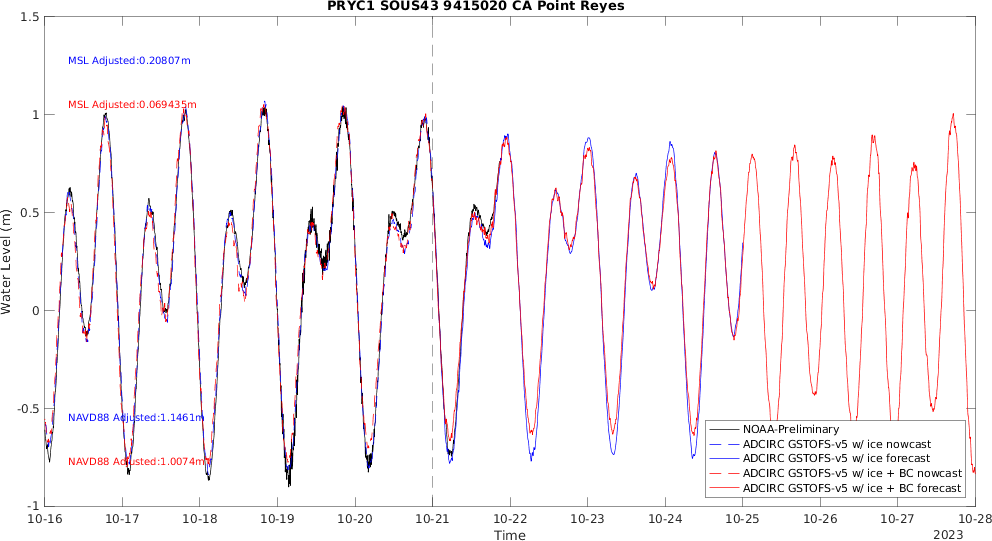 PRYC1 SOUS43 9415020 CA Point Reyes
1.5
1
0.5
0
-0.5
-1
Water Level (m)
MSL Adjusted:0.20807m
MSL Adjusted:0.069435m
NAVD88 Adjusted:1.1461m
NAVD88 Adjusted:1.0074m
NOAA-Preliminary
ADCIRC GSTOFS-v5 w/ ice nowcast
ADCIRC GSTOFS-v5 w/ ice forecast
ADCIRC GSTOFS-v5 w/ ice + BC nowcast
ADCIRC GSTOFS-v5 w/ ice + BC forecast
10-16 10-17 10-18 10-19 10-20 10-21 10-22 10-23 10-24 10-25 10-26 10-27 10-28
Time
2023